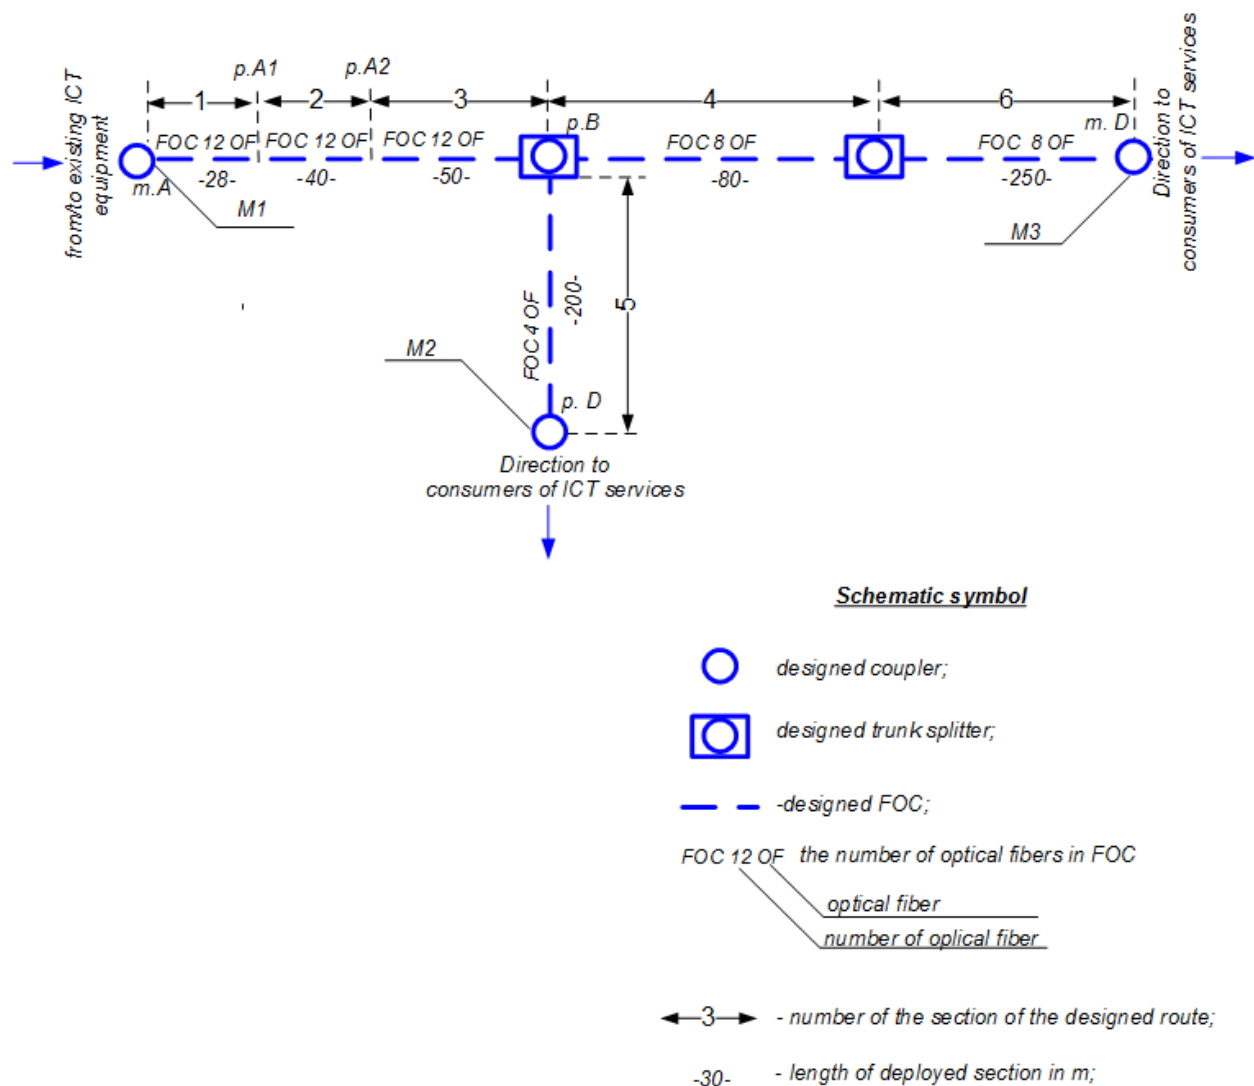 p.A1
p.A2
1
2
3
4
6
p.B
m. D
from/to existing ICT
equipment
FOC 12 OF
FOC 12 OF
FOC 12 OF
FOC 8 OF
FOC 8 OF
m.A
-28-
-40-
-50-
-80-
-250-
Direction to
consumers of ICT services
M1
M3
FOC 4 OF
-200-
5
M2
p. D
Direction to
consumers of ICT services
Schematic symbol
designed coupler;
designed trunk splitter;
-designed FOC;
FOC 12 OF the number of optical fibers in FOC
optical fiber
number of oplical fiber
3 - number of the section of the designed route;
-30- - length of deployed section in m;